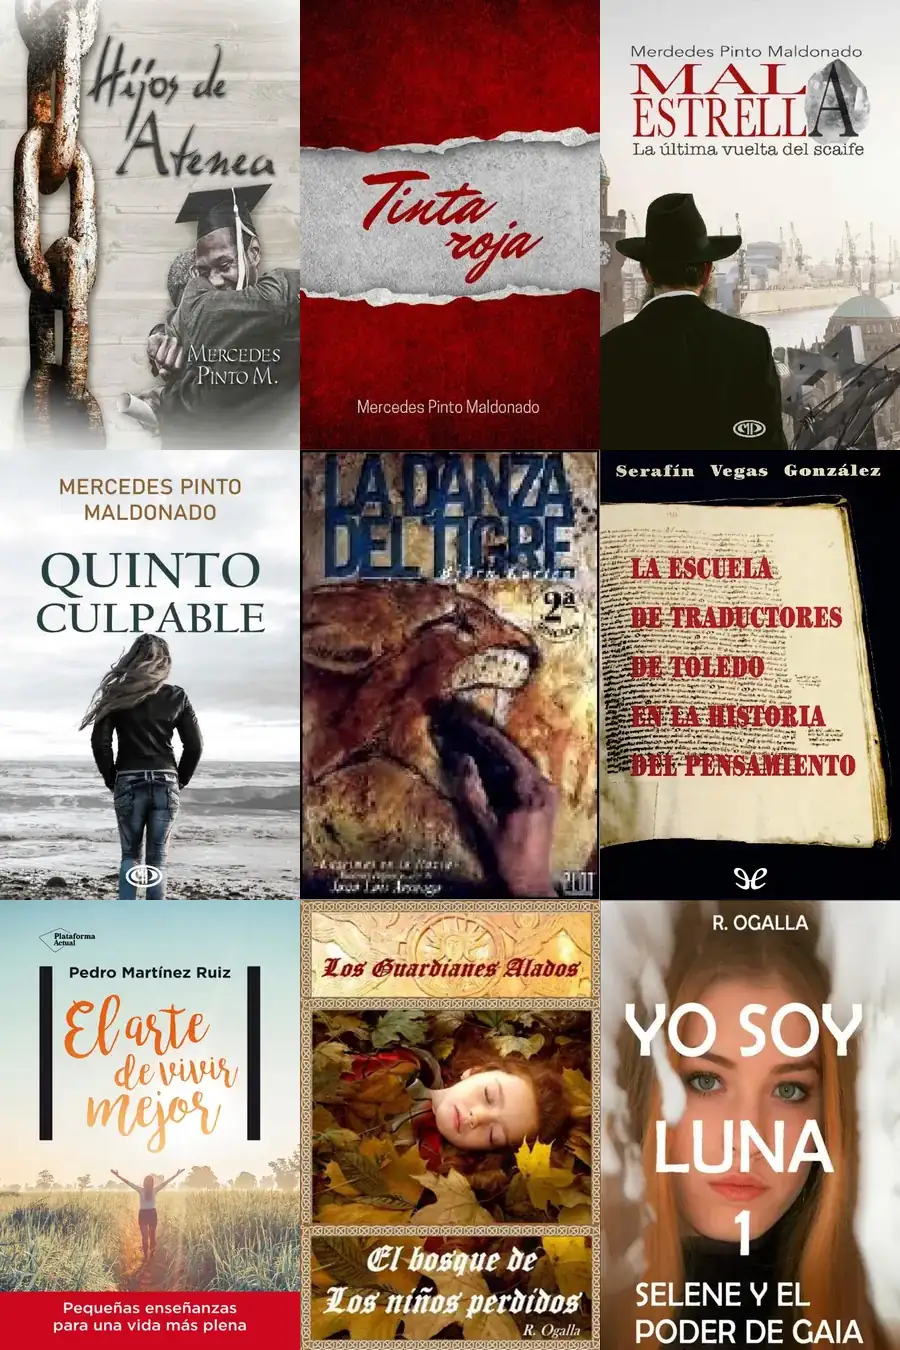 Hijos de
Atenea
MERCEDES
PINTO M.
Tinta
roja
Mercedes Pinto Maldonado
Merdedes Pinto Maldonado
MALA
ESTRELLA
La última vuelta del scaife
MERCEDES PINTO
MALDONADO
QUINTO
CULPABLE
LA DANZA
DEL TIGRE
2ª
Serafín Vegas González
LA ESCUELA
DE TRADUCTORES
DE TOLEDO
EN LA HISTORIA
DEL PENSAMIENTO
Plataforma
Actual
Pedro Martínez Ruiz
El arte
de vivir
mejor
Pequeñas enseñanzas
para una vida más plena
Los Guardianes Alados
El bosque de
Los niños perdidos
R. Ogalla
R. OGALLA
YO SOY
LUNA
1
SELENE Y EL
PODER DE GAIA